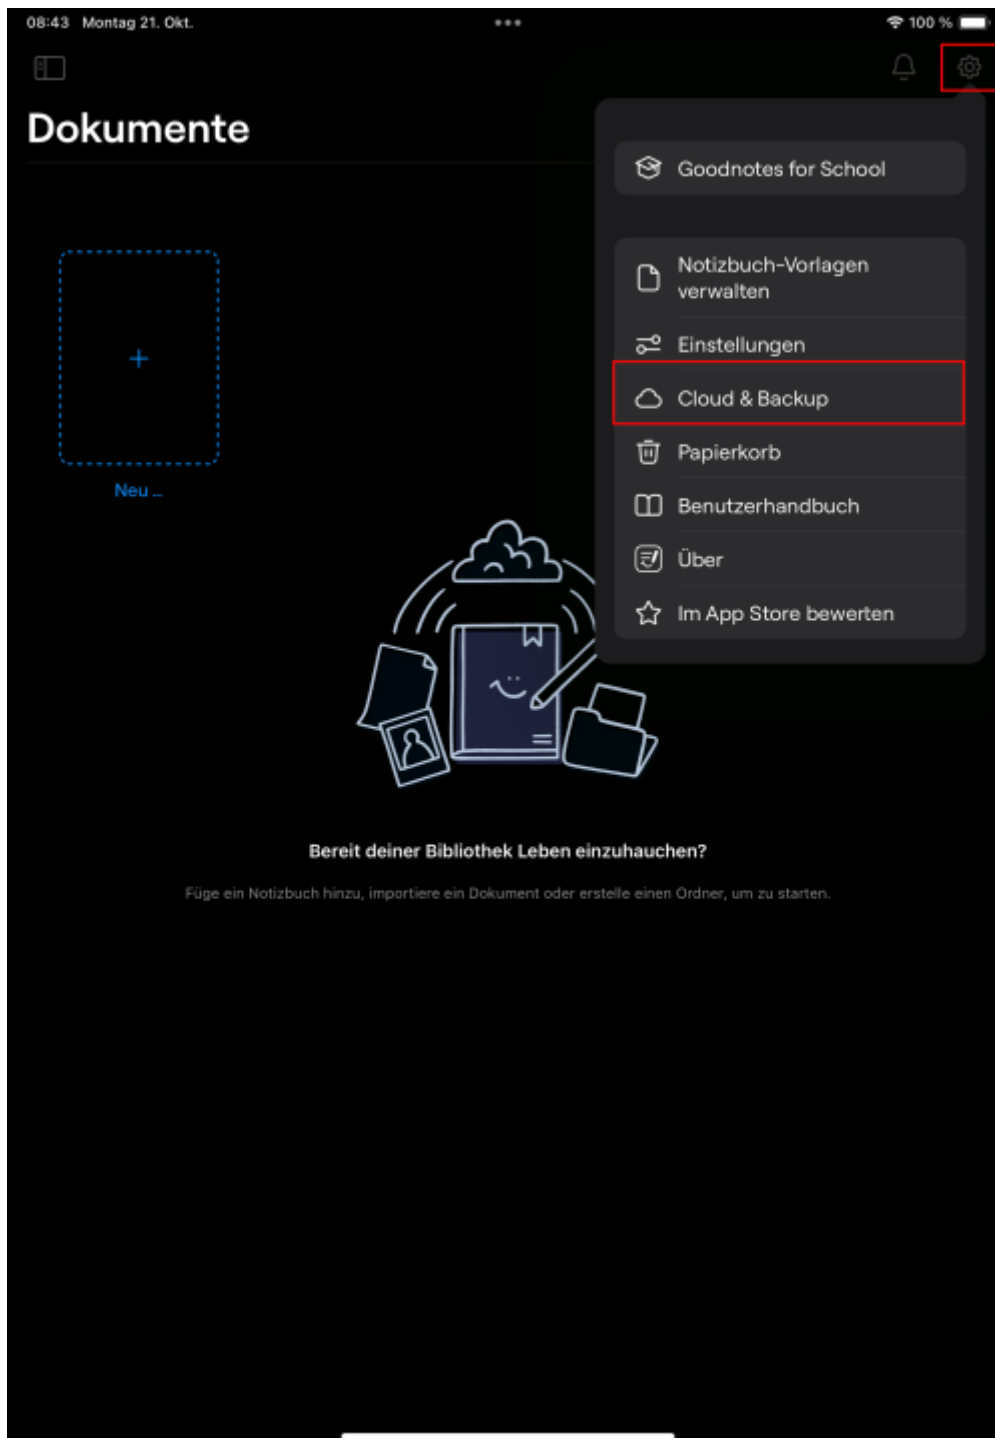 08:43 Montag 21. Okt.
100 %
Dokumente
Goodnotes for School
Notizbuch-Vorlagen
verwalten
Einstellungen
Cloud & Backup
Papierkorb
Benutzerhandbuch
Über
Im App Store bewerten
Neu ...
Bereit deiner Bibliothek Leben einzuhauchen?
Füge ein Notizbuch hinzu, importiere ein Dokument oder erstelle einen Ordner, um zu starten.